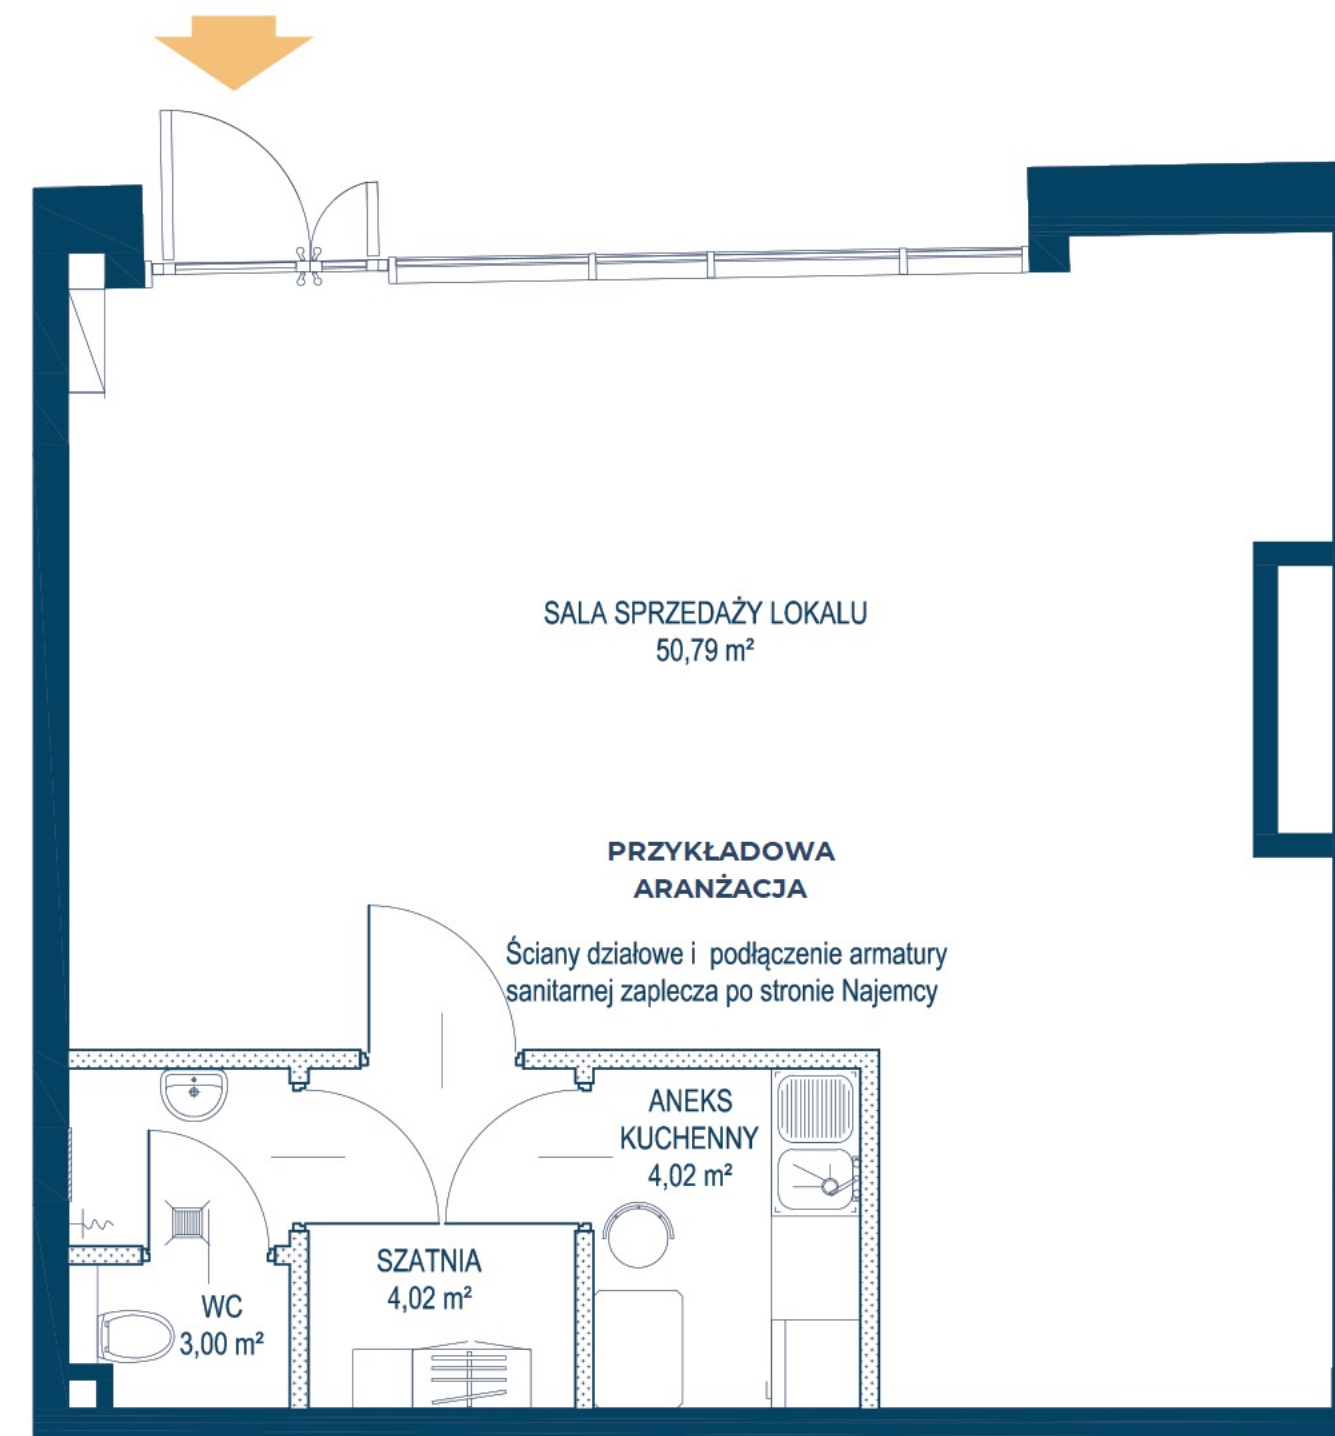 SALA SPRZEDAŻY LOKALU
50,79 m²
PRZYKŁADOWA
ARANŻACJA
Ściany działowe i podłączenie armatury
sanitarnej zaplecza po stronie Najemcy
ANEKS
KUCHENNY
4,02 m²
SZATNIA
4,02 m²
WC
3,00 m²